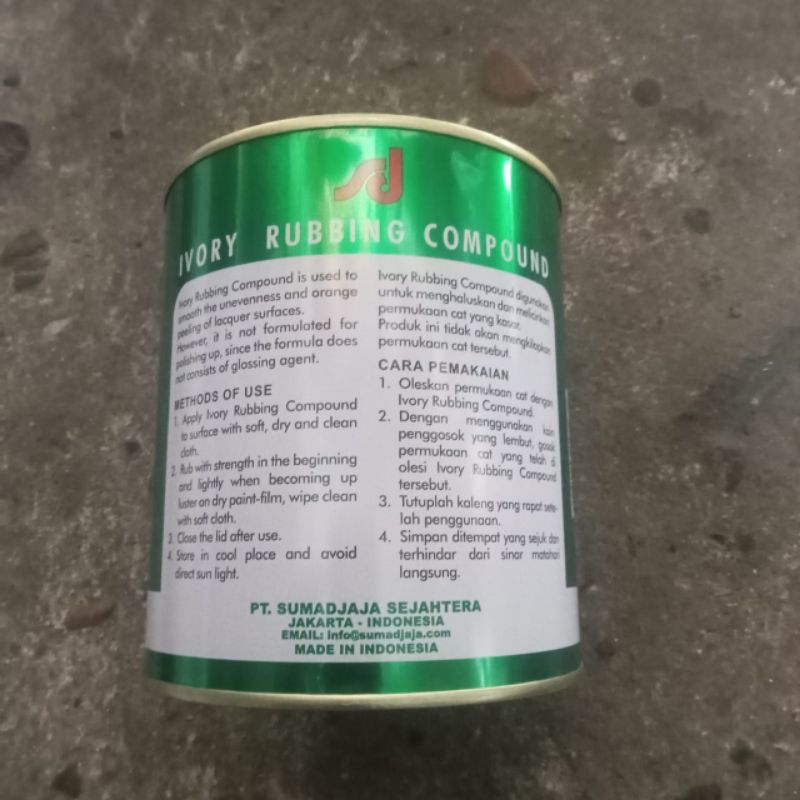 sd
IVORY RUBBING COMPOUND
Ivory Rubbing Compound is used to
smooth the unevenness and orange
peeling of lacquer surfaces.
However, it is not formulated for
polishing up, since the formula does
not consists of glossing agent.
METHODS OF USE
1. Apply Ivory Rubbing Compound
to surface with soft, dry and clean
cloth.
2. Rub with strength in the beginning
and lightly when becoming up
luster on dry paint-film, wipe clean
with soft cloth.
3. Close the lid after use.
4. Store in cool place and avoid
direct sun light.
Ivory Rubbing Compound digunakan
untuk menghaluskan dan melicinkan
permukaan cat yang kasar.
Produk ini tidak akan mengkilapkan
permukaan cat tersebut.
CARA PEMAKAIAN
1. Oleskan permukaan cat dengan
Ivory Rubbing Compound.
2. Dengan menggunakan kain
penggosok yang lembut, gosok
permukaan cat yang telah di
olesi Ivory Rubbing Compound
tersebut.
3. Tutuplah kaleng yang rapat sete-
lah penggunaan.
4. Simpan ditempat yang sejuk dan
terhindar dari sinar matahari
langsung.
PT. SUMADJAJA SEJAHTERA
JAKARTA - INDONESIA
EMAIL: info@sumadjaja.com
MADE IN INDONESIA